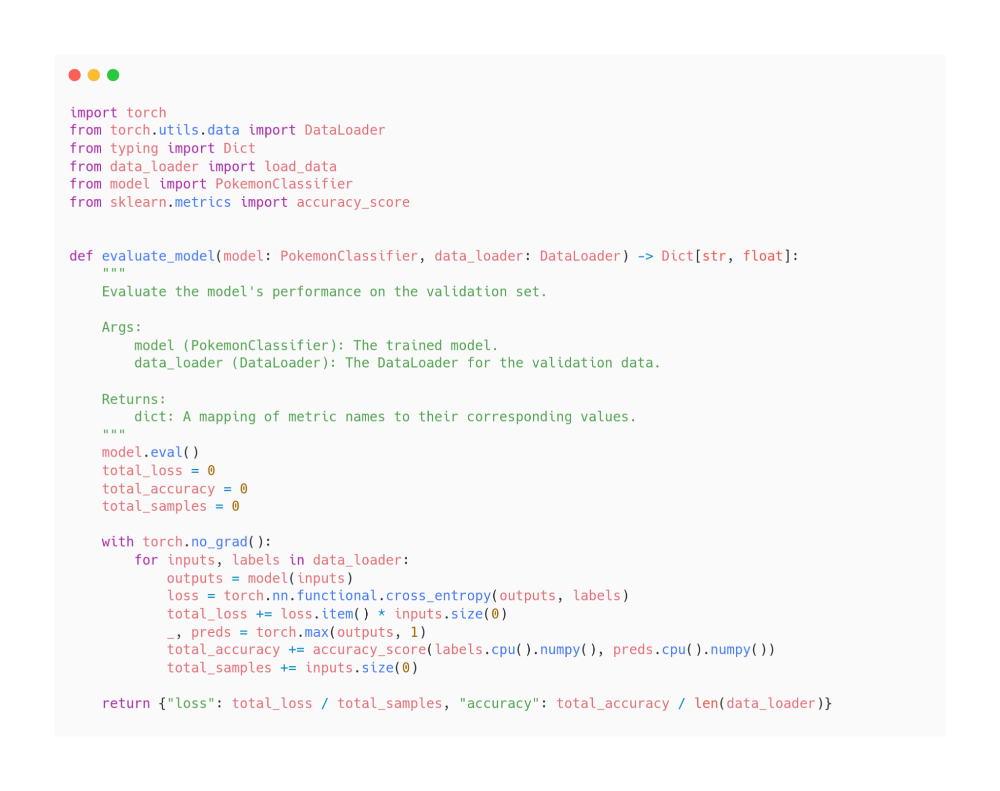 import torch
from torch.utils.data import DataLoader
from typing import Dict
from data_loader import load_data
from model import PokemonClassifier
from sklearn.metrics import accuracy_score


def evaluate_model(model: PokemonClassifier, data_loader: DataLoader) -> Dict[str, float]:
    """
    Evaluate the model's performance on the validation set.

    Args:
        model (PokemonClassifier): The trained model.
        data_loader (DataLoader): The DataLoader for the validation data.

    Returns:
        dict: A mapping of metric names to their corresponding values.
    """
    model.eval()
    total_loss = 0
    total_accuracy = 0
    total_samples = 0

    with torch.no_grad():
        for inputs, labels in data_loader:
            outputs = model(inputs)
            loss = torch.nn.functional.cross_entropy(outputs, labels)
            total_loss += loss.item() * inputs.size(0)
            _, preds = torch.max(outputs, 1)
            total_accuracy += accuracy_score(labels.cpu().numpy(), preds.cpu().numpy())
            total_samples += inputs.size(0)

    return {"loss": total_loss / total_samples, "accuracy": total_accuracy / len(data_loader)}